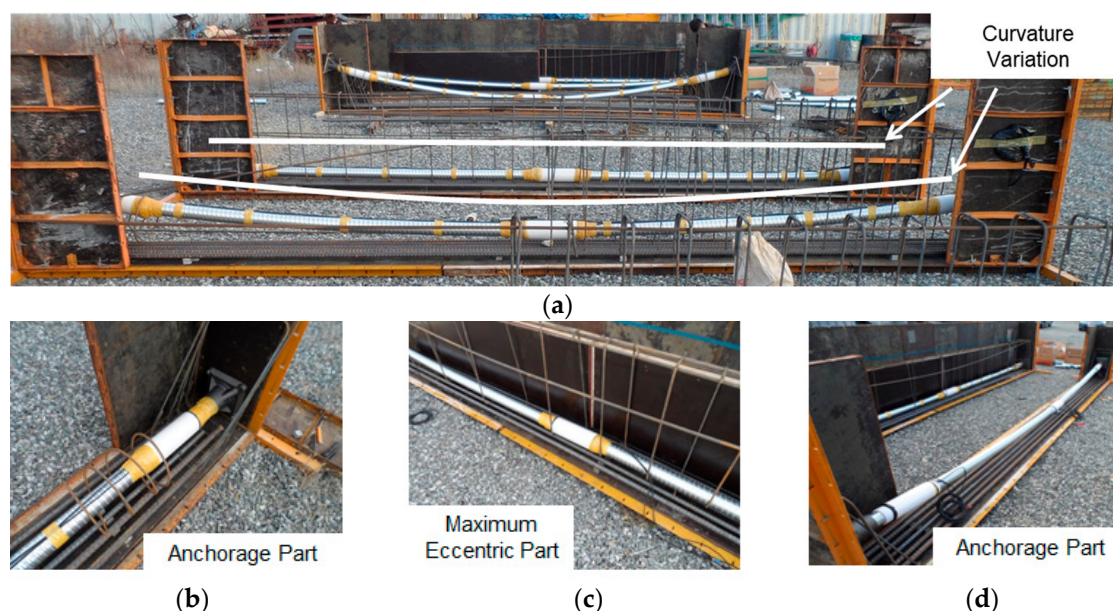 Curvature
Variation
(a)
Anchorage Part
Maximum
Eccentric Part
Anchorage Part
(b)
(c)
(d)